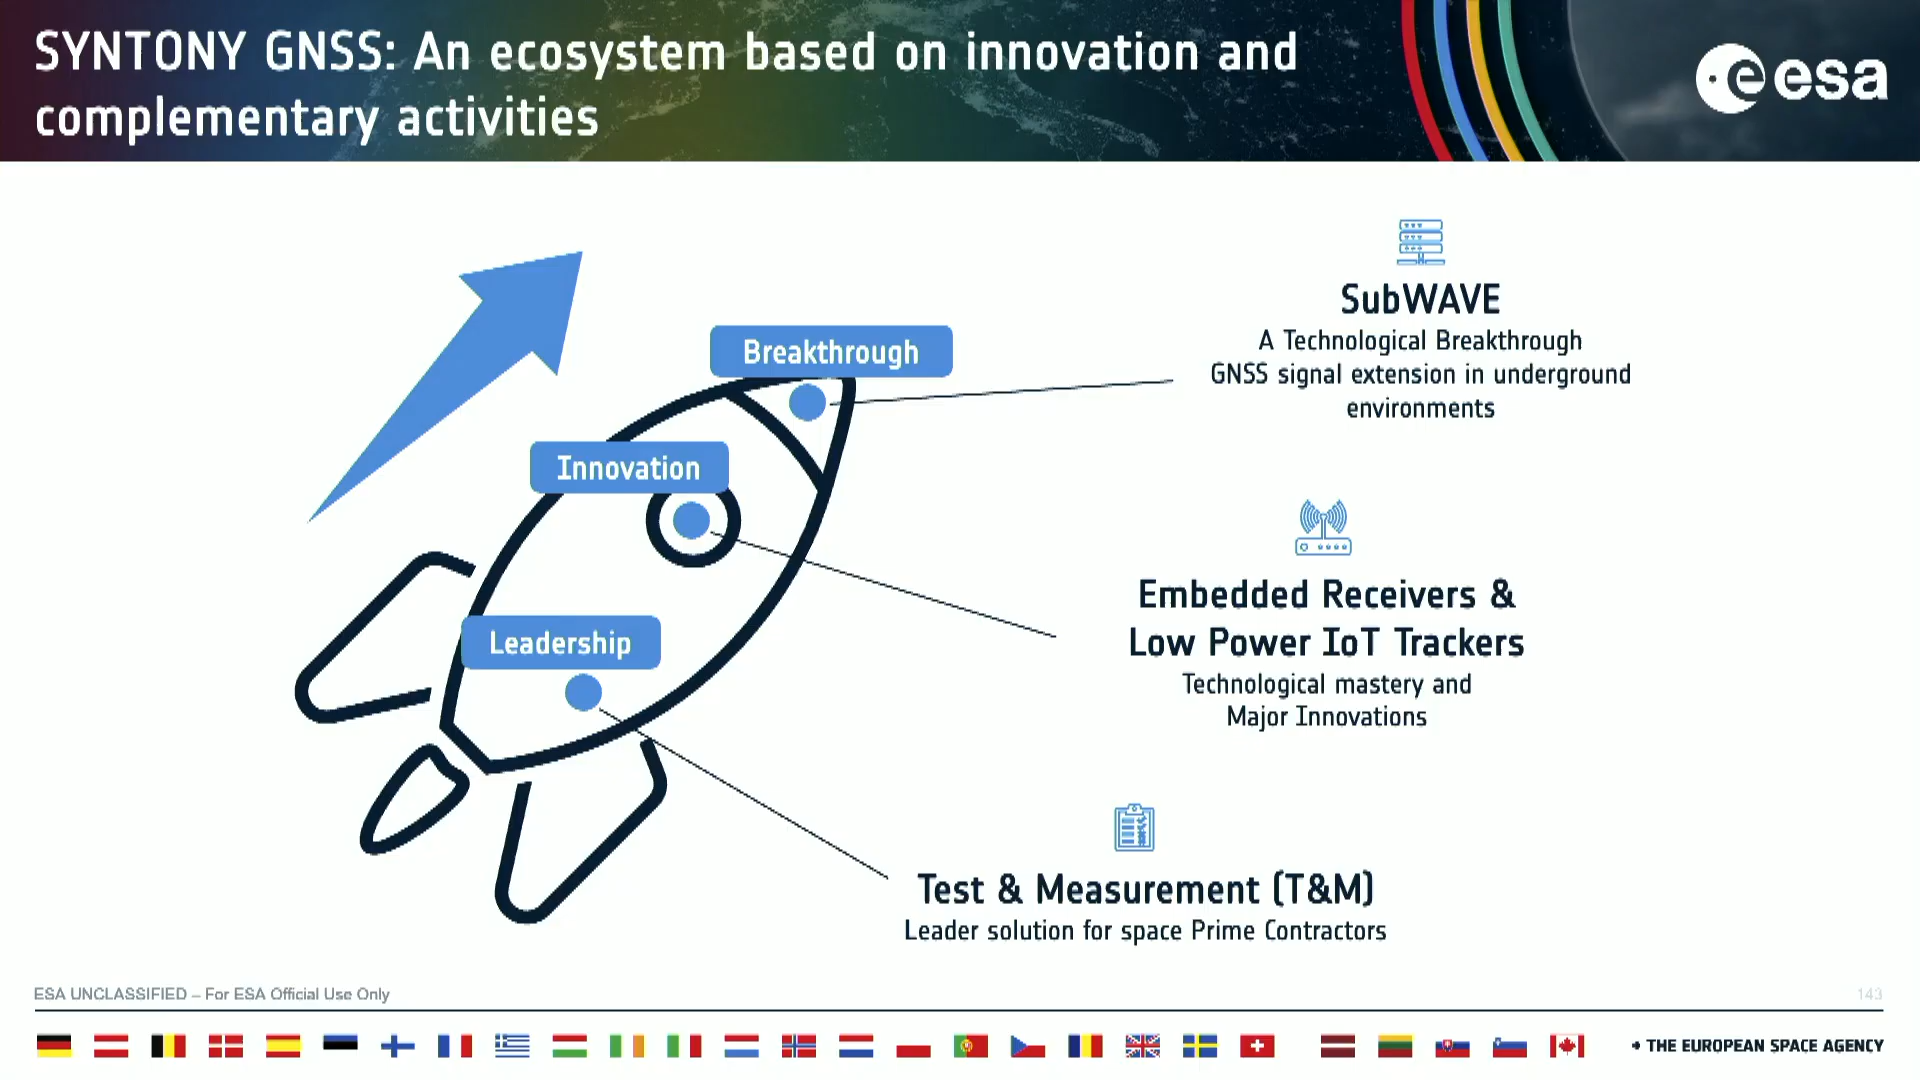 SYNTONY GNSS: An ecosystem based on innovation and
complementary activities
esa
SubWAVE
A Technological Breakthrough
GNSS signal extension in underground
environments
Breakthrough
Innovation
Embedded Receivers &
Low Power IoT Trackers
Technological mastery and
Major Innovations
Leadership
Test & Measurement (T&M)
Leader solution for space Prime Contractors
ESA UNCLASSIFIED – For ESA Official Use Only
143
THE EUROPEAN SPACE AGENCY